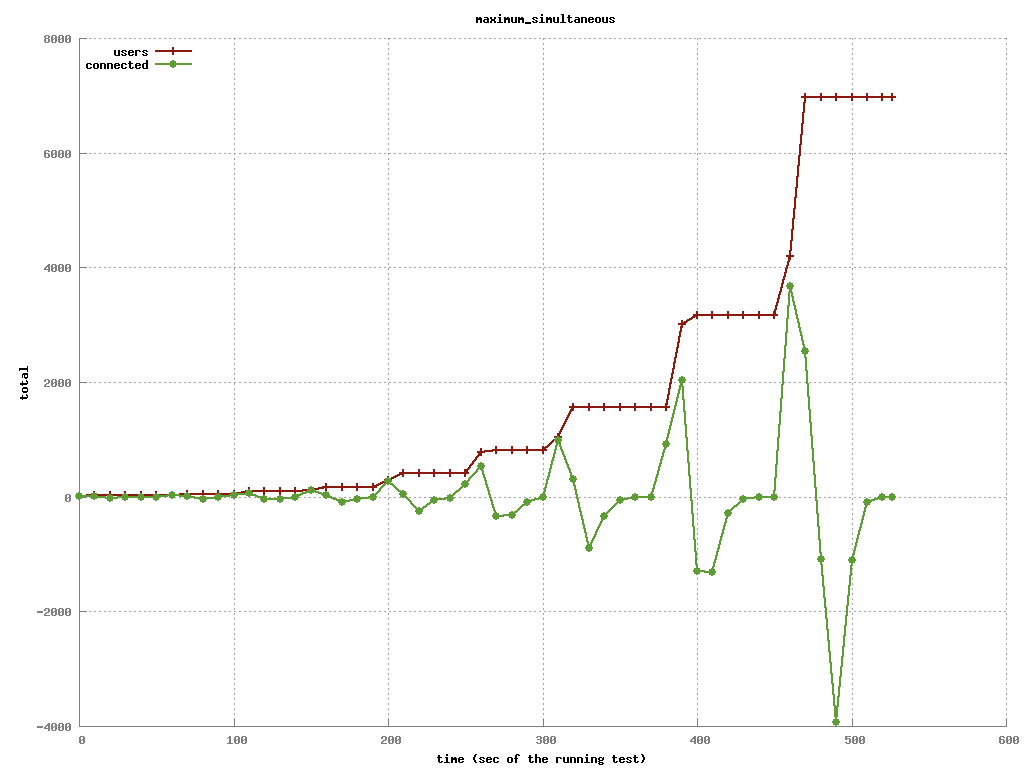 maximum_simultaneous
8000
users
connected
6000
4000
2000
total
0
-2000
-4000
0 100 200 300 400 500 600
time (sec of the running test)